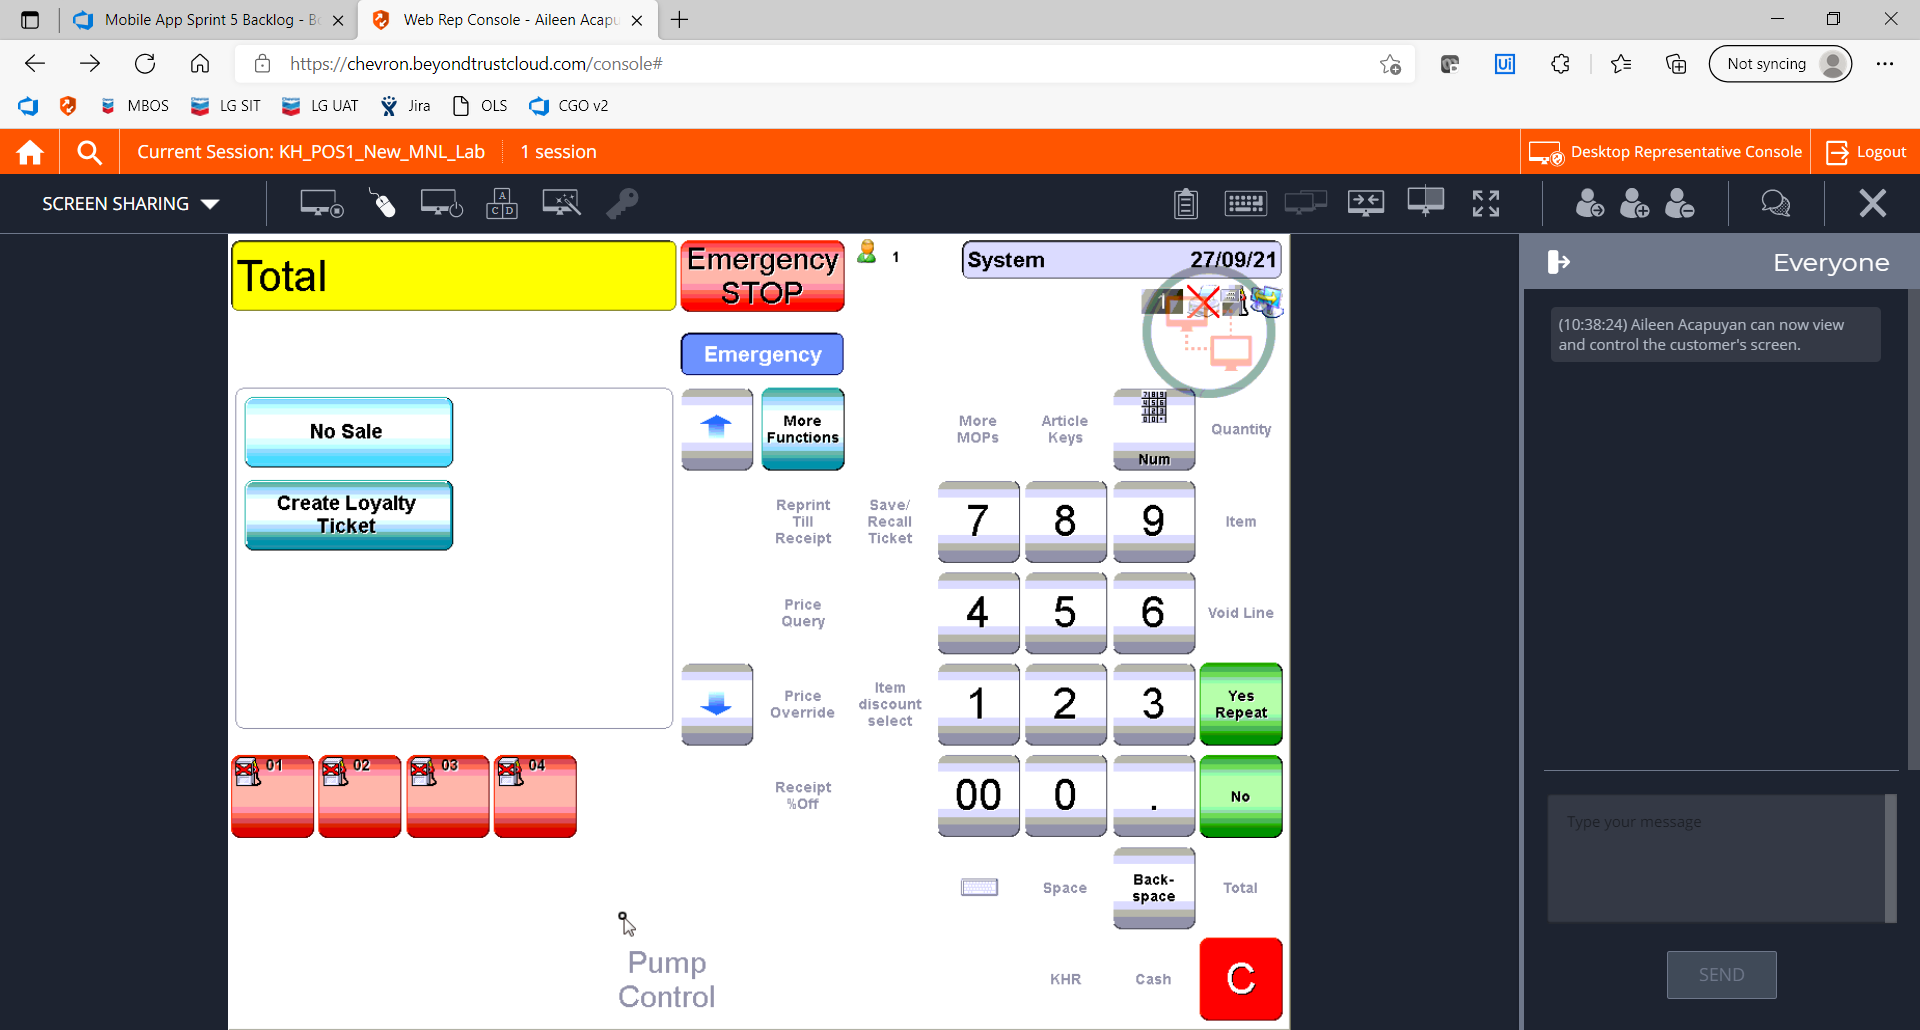 Mobile App Sprint 5 Backlog - Bo
Web Rep Console - Aileen Acapu
https://chevron.beyondtrustcloud.com/console#
Not syncing
MBOS
LG SIT
LG UAT
Jira
OLS
CGO v2
Current Session: KH_POS1_New_MNL_Lab
1 session
Desktop Representative Console
Logout
SCREEN SHARING
Total
Emergency
STOP
1
System
27/09/21
1
Everyone
(10:38:24) Aileen Acapuyan can now view
and control the customer's screen.
Emergency
No Sale
Create Loyalty
Ticket
More
Functions
More
MOPs
Article
Keys
Num
Quantity
Reprint
Till
Receipt
Save/
Recall
Ticket
7
8
9
Item
Price
Query
4
5
6
Void Line
Price
Override
Item
discount
select
1
2
3
Yes
Repeat
01
02
03
04
Receipt
%Off
00
0
.
No
Type your message
Space
Back-
space
Total
Pump
Control
KHR
Cash
C
SEND